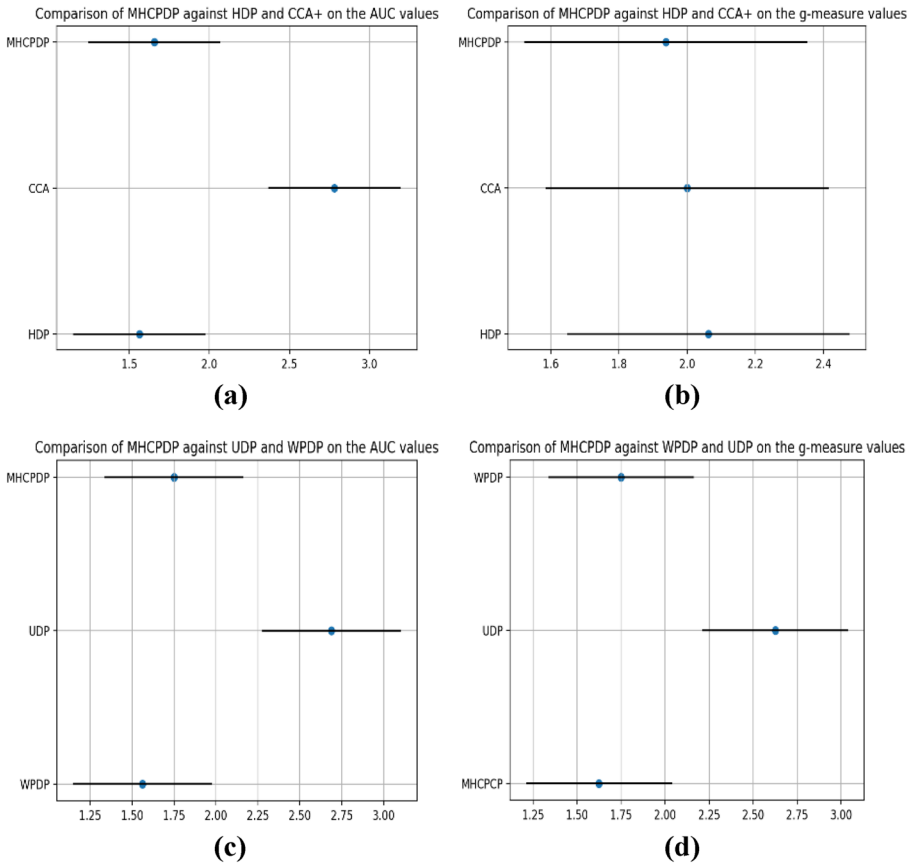 Comparison of MHCPDP against HDP and CCA+ on the AUC values
MHCPDP
CCA
HDP
1.5 2.0 2.5 3.0
(a)
Comparison of MHCPDP against HDP and CCA+ on the g-measure values
MHCPDP
CCA
HDP
1.6 1.8 2.0 2.2 2.4
(b)
Comparison of MHCPDP against UDP and WPDP on the AUC values
MHCPDP
UDP
WPDP
1.25 1.50 1.75 2.00 2.25 2.50 2.75 3.00
(c)
Comparison of MHCPDP against WPDP and UDP on the g-measure values
WPDP
UDP
MHCPCP
1.25 1.50 1.75 2.00 2.25 2.50 2.75 3.00
(d)